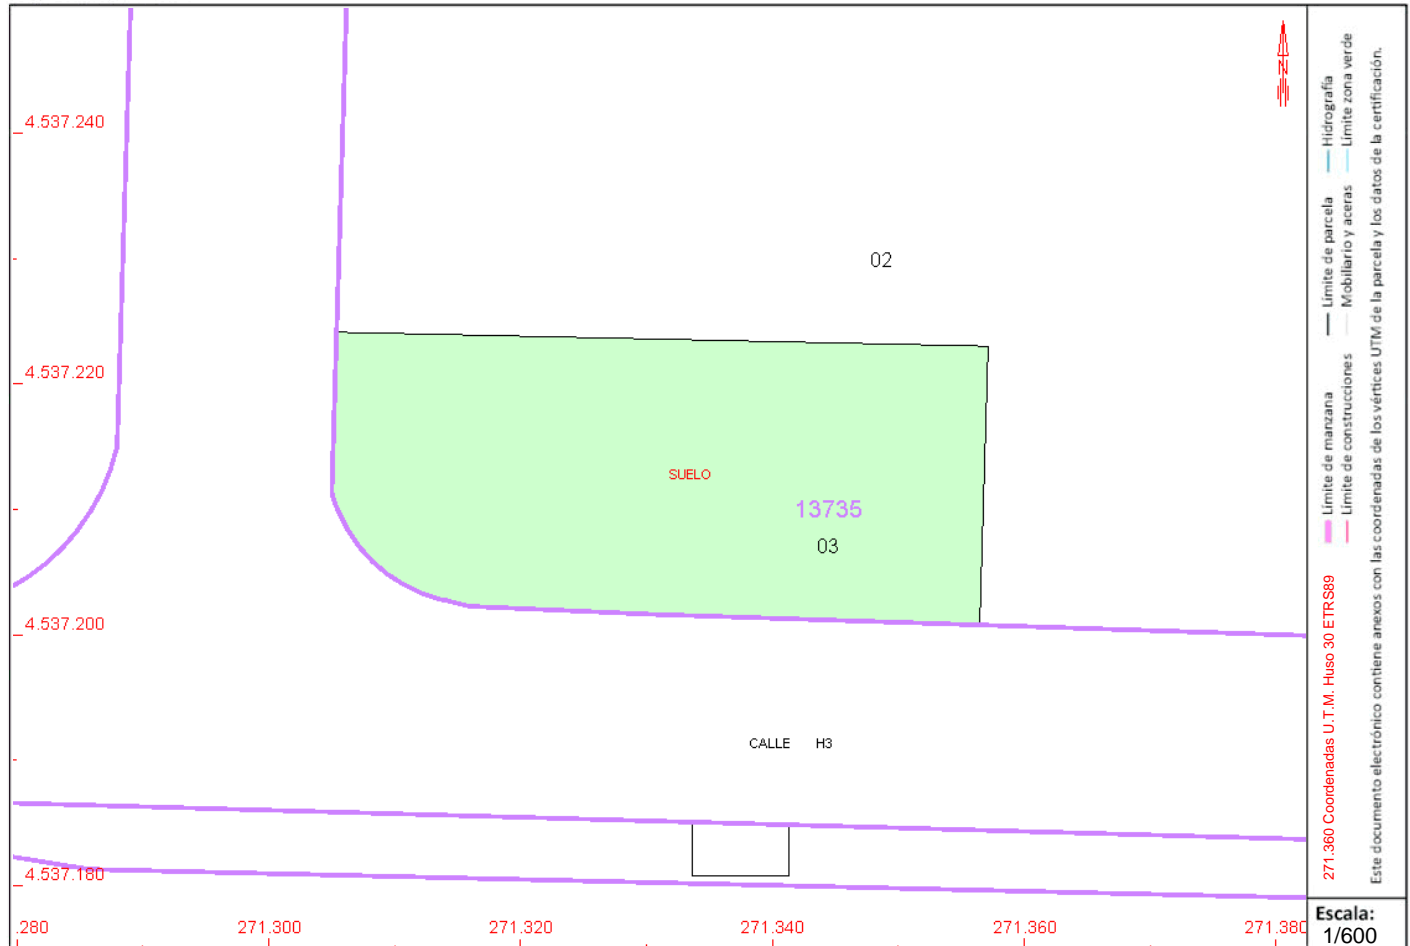 4.537.240
02
4.537.220
SUELO
13735
03
4.537.200
CALLE H3
4.537.180
.280 271.300 271.320 271.340 271.360 271.380
N
Límite de manzana Límite de parcela Hidrografía
Límite de construcciones Mobiliario y aceras Límite zona verde
271.360 Coordenadas U.T.M. Huso 30 ETRS89
Este documento electrónico contiene anexos con las coordenadas de los vértices UTM de la parcela y los datos de la certificación.
Escala:
1/600